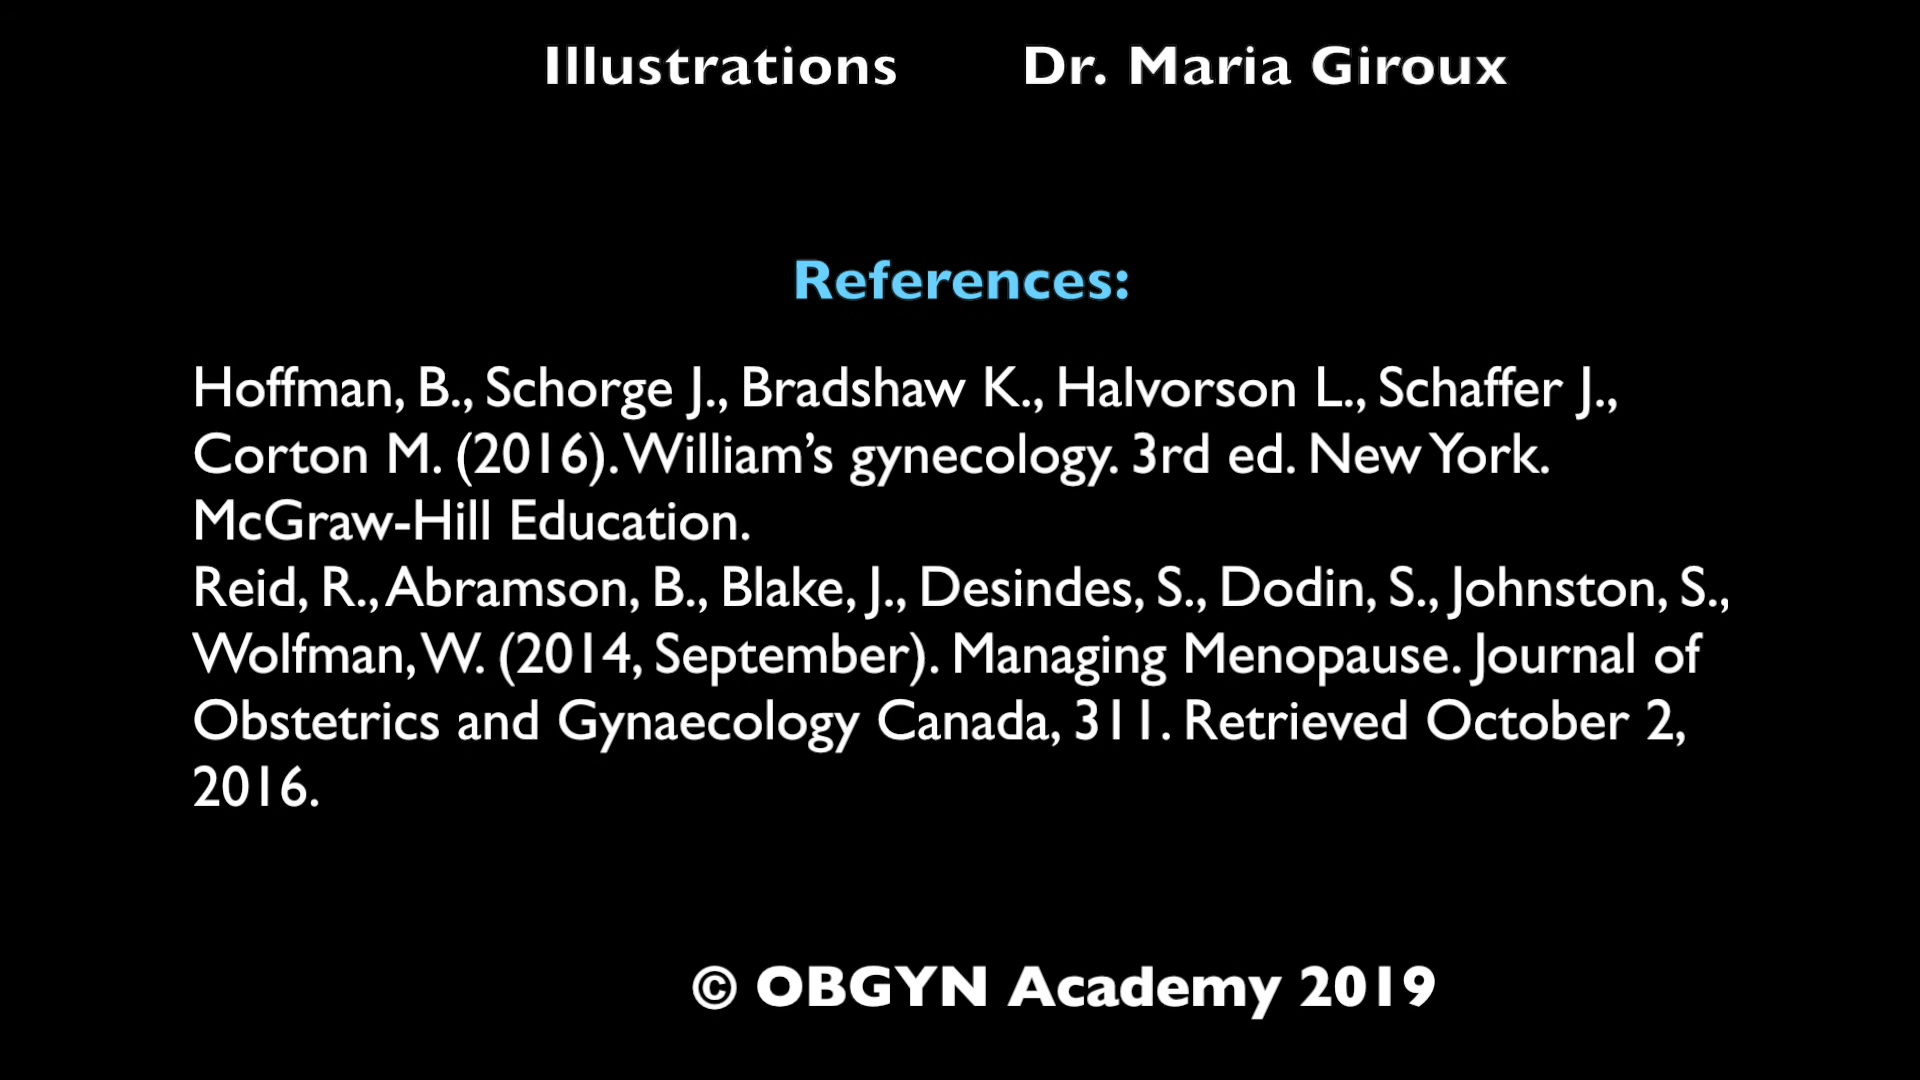 Illustrations Dr. Maria Giroux
References:
Hoffman, B., Schorge J., Bradshaw K., Halvorson L., Schaffer J.,
Corton M. (2016). William’s gynecology. 3rd ed. New York.
McGraw-Hill Education.
Reid, R., Abramson, B., Blake, J., Desindes, S., Dodin, S., Johnston, S.,
Wolfman, W. (2014, September). Managing Menopause. Journal of
Obstetrics and Gynaecology Canada, 311. Retrieved October 2,
2016.
© OBGYN Academy 2019